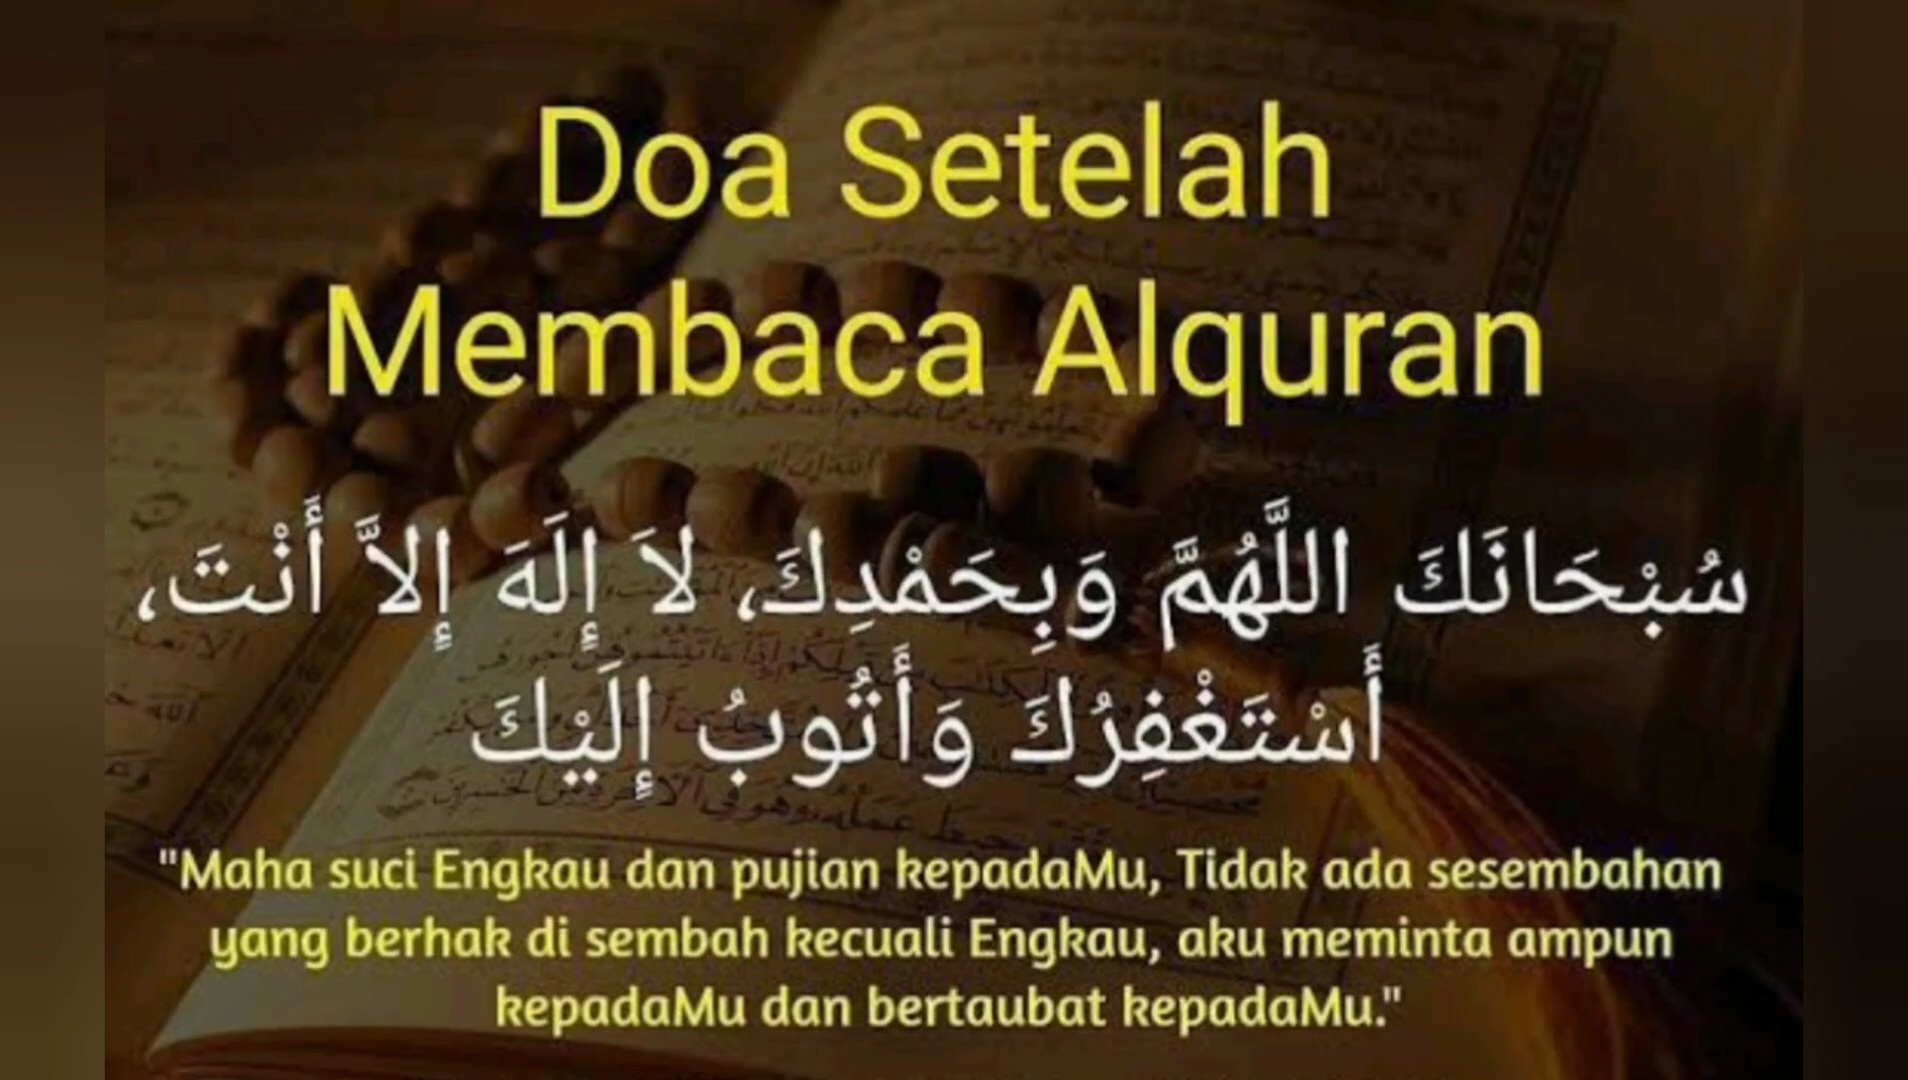 Doa Setelah
Membaca Alquran
سُبْحَانَكَ اللَّهُمَّ وَبِحَمْدِكَ، لاَ إِلَهَ إِلاَّ أَنْتَ،
أَسْتَغْفِرُكَ وَأَتُوبُ إِلَيْكَ
"Maha suci Engkau dan pujian kepadaMu, Tidak ada sesembahan
yang berhak di sembah kecuali Engkau, aku meminta ampun
kepadaMu dan bertaubat kepadaMu."